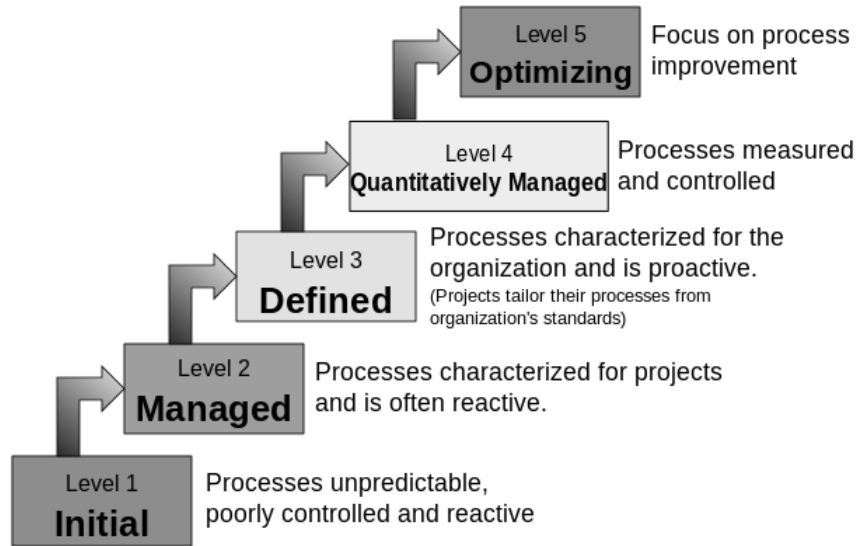 Level 5
Optimizing
Focus on process
improvement
Level 4
Quantitatively Managed
Processes measured
and controlled
Level 3
Defined
Processes characterized for the
organization and is proactive.
(Projects tailor their processes from
organization's standards)
Level 2
Managed
Processes characterized for projects
and is often reactive.
Level 1
Initial
Processes unpredictable,
poorly controlled and reactive